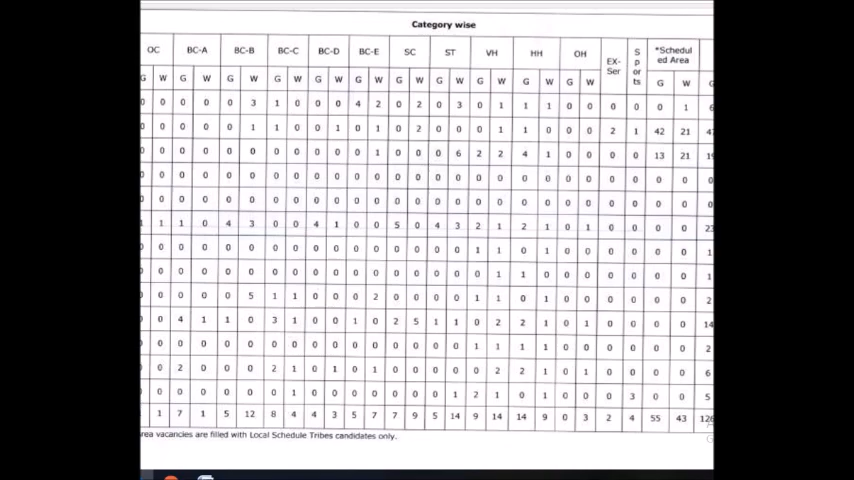 Category wise
OC BC-A BC-B BC-C BC-D BC-E SC ST VH HH OH EX-Ser Sports *Scheduled Area
G W G W G W G W G W G W G W G W G W G W G W G W G
0 0 0 0 0 3 1 0 0 0 4 2 0 2 0 3 0 1 1 1 0 0 0 0 0 1 6
0 0 0 0 0 1 1 0 0 1 0 1 0 2 0 0 0 1 1 0 0 0 2 1 42 21
0 0 0 0 0 0 0 0 0 0 0 1 0 0 0 6 2 2 4 1 0 0 0 0 13 21 19
0 0 0 0 0 0 0 0 0 0 0 0 0 0 0 0 0 0 0 0 0 0 0 0 0 0 0
0 0 0 0 0 0 0 0 0 0 0 0 0 0 0 0 0 0 0 0 0 0 0 0 0 0 0
1 1 1 0 4 3 0 0 4 1 0 0 5 0 4 3 2 1 2 1 0 1 0 0 0 0 23
0 0 0 0 0 0 0 0 0 0 0 0 0 0 0 0 1 1 0 1 0 0 0 0 0 0 1
0 0 0 0 0 0 0 0 0 0 0 0 0 0 0 0 0 1 1 0 0 0 0 0 0 0 1
0 0 0 0 0 5 1 1 0 0 0 2 0 0 0 0 1 1 0 1 0 0 0 0 0 0 2
0 0 4 1 1 0 3 1 0 0 1 0 2 5 1 1 0 2 2 1 0 1 0 0 0 0 14
0 0 0 0 0 0 0 0 0 0 0 0 0 0 0 0 1 1 1 1 0 0 0 0 0 0 2
0 0 2 0 0 0 2 1 0 1 0 1 0 0 0 0 0 2 2 1 0 1 0 0 0 0 6
0 0 0 0 0 0 0 1 0 0 0 0 0 0 0 1 2 1 0 1 0 0 0 3 0 0 5
1 7 1 5 12 8 4 4 3 5 7 7 9 5 14 9 14 14 9 0 3 2 4 55 43 126
area vacancies are filled with Local Schedule Tribes candidates only.